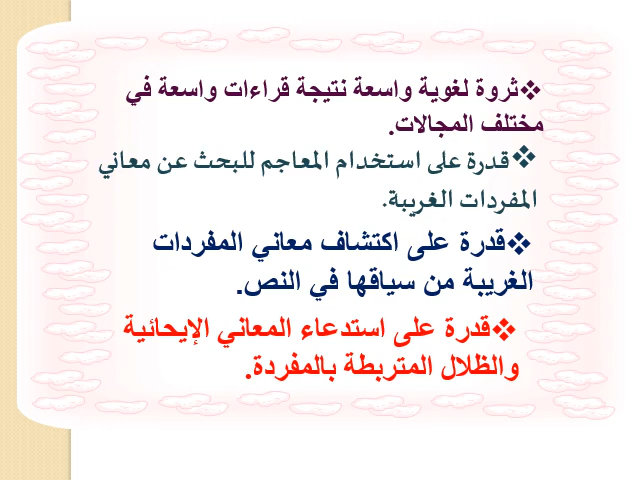 ❖ثروة لغوية واسعة نتيجة قراءات واسعة في
مختلف المجالات.
❖قدرة على استخدام المعاجم للبحث عن معاني
المفردات الغريبة.
❖قدرة على اكتشاف معاني المفردات
الغريبة من سياقها في النص.
❖قدرة على استدعاء المعاني الإيحائية
والظلال المتربطة بالمفردة.